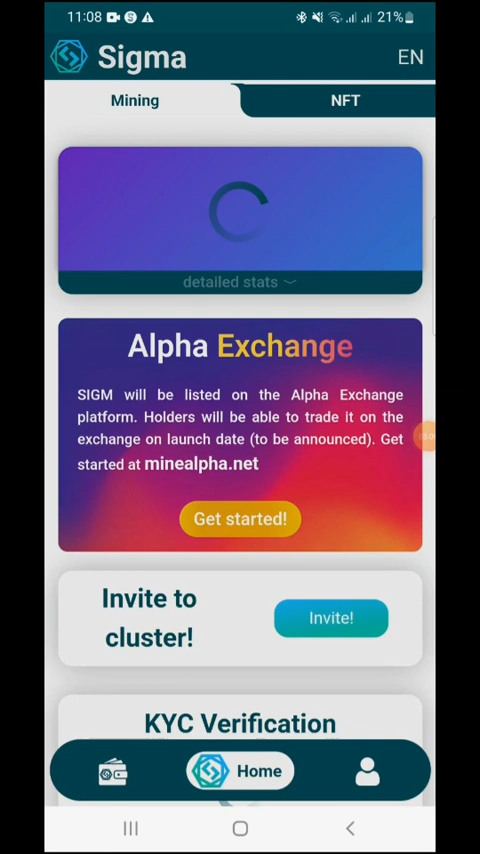 11:08
21%
Sigma
EN
Mining
NFT
detailed stats
Alpha Exchange
SIGM will be listed on the Alpha Exchange
platform. Holders will be able to trade it on the
exchange on launch date (to be announced). Get
started at minealpha.net
Get started!
Invite to
cluster!
Invite!
KYC Verification
Home